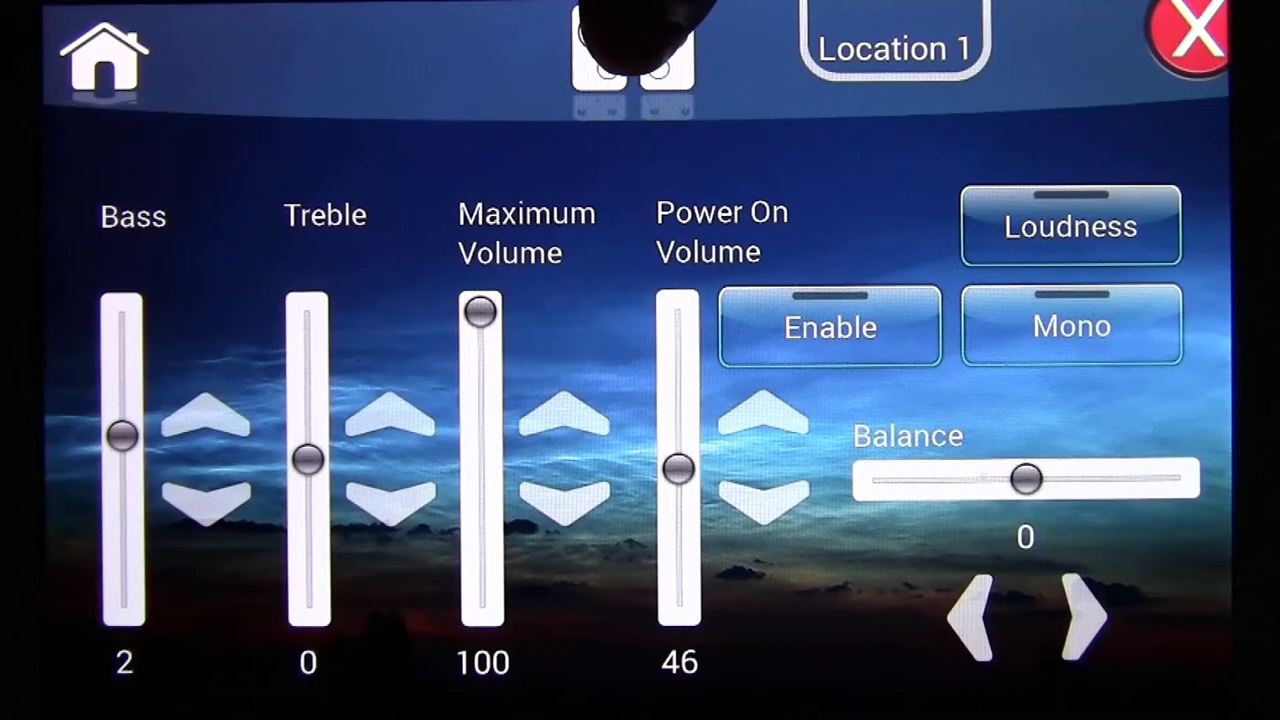 Location 1
X
Bass
Treble
Maximum
Volume
Power On
Volume
Loudness
Enable
Mono
Balance
0
2
0
100
46